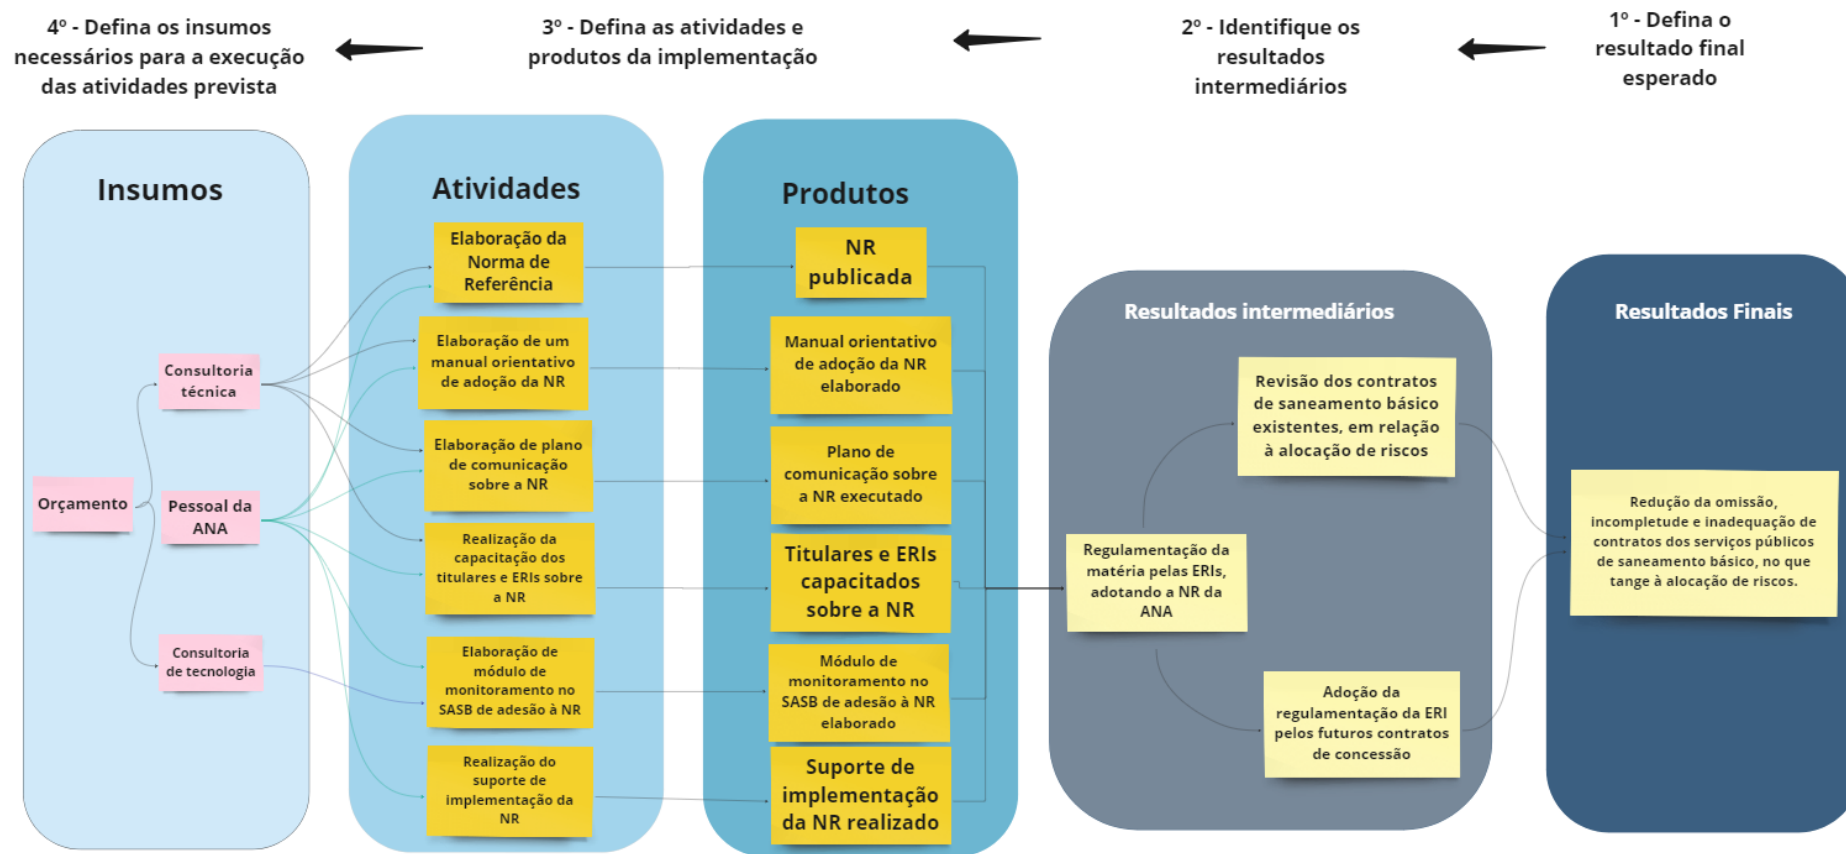 4º - Defina os insumos
necessários para a execução
das atividades prevista
3º - Defina as atividades e
produtos da implementação
2º - Identifique os
resultados
intermediários
1º - Defina o
resultado final
esperado
Insumos
Orçamento
Consultoria
técnica
Pessoal da
ANA
Consultoria
de tecnologia
Atividades
Elaboração da
Norma de
Referência
Elaboração de um
manual orientativo
de adoção da NR
Elaboração de plano
de comunicação
sobre a NR
Realização da
capacitação dos
titulares e ERIs sobre
a NR
Elaboração de
módulo de
monitoramento no
SASB de adesão à NR
Realização do
suporte de
implementação da
NR
Produtos
NR
publicada
Manual orientativo
de adoção da NR
elaborado
Plano de
comunicação sobre
a NR executado
Titulares e ERIs
capacitados
sobre a NR
Módulo de
monitoramento no
SASB de adesão à NR
elaborado
Suporte de
implementação
da NR realizado
Resultados intermediários
Regulamentação da
matéria pelas ERIs,
adotando a NR da
ANA
Revisão dos contratos
de saneamento básico
existentes, em relação
à alocação de riscos
Adoção da
regulamentação da ERI
pelos futuros contratos
de concessão
Resultados Finais
Redução da omissão,
incompletude e inadequação de
contratos dos serviços públicos
de saneamento básico, no que
tange à alocação de riscos.